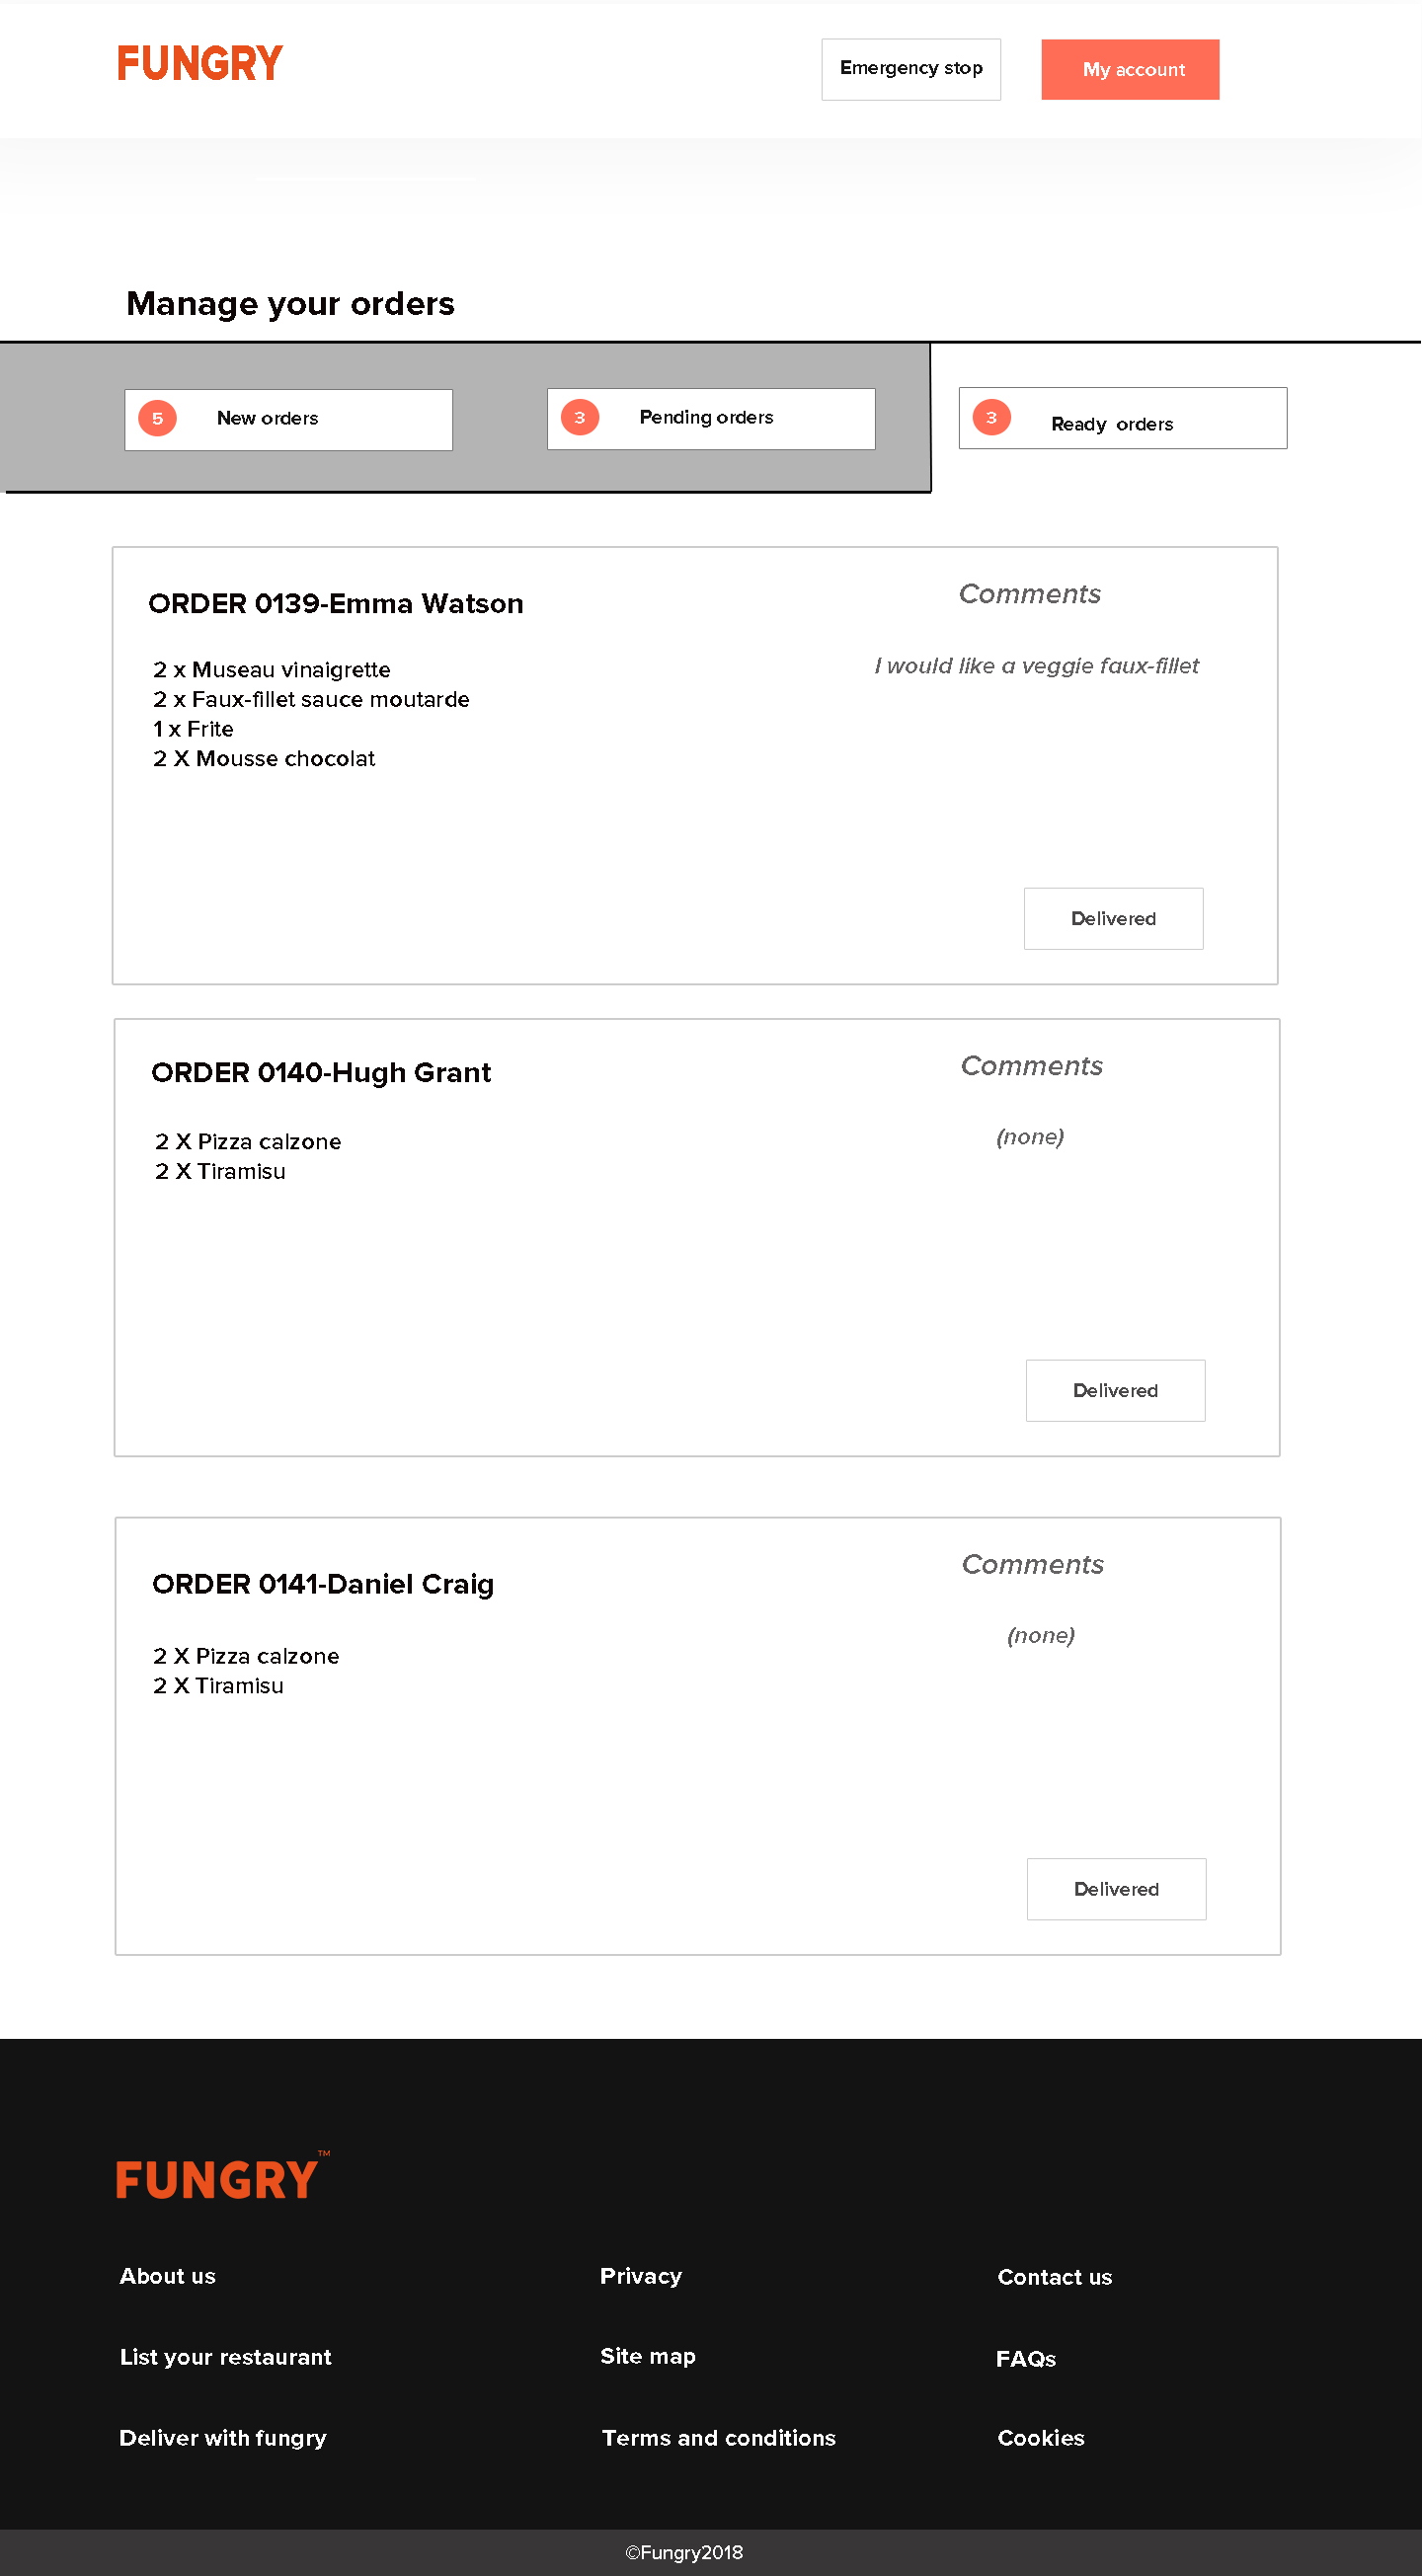 FUNGRY
Emergency stop
My account
Manage your orders
5 New orders
3 Pending orders
3 Ready orders
ORDER 0139-Emma Watson
2 x Museau vinaigrette
2 x Faux-fillet sauce moutarde
1 x Frite
2 X Mousse chocolat
Comments
I would like a veggie faux-fillet
Delivered
ORDER 0140-Hugh Grant
2 X Pizza calzone
2 X Tiramisu
Comments
(none)
Delivered
ORDER 0141-Daniel Craig
2 X Pizza calzone
2 X Tiramisu
Comments
(none)
Delivered
FUNGRY™
About us
Privacy
Contact us
List your restaurant
Site map
FAQs
Deliver with fungry
Terms and conditions
Cookies
©Fungry2018